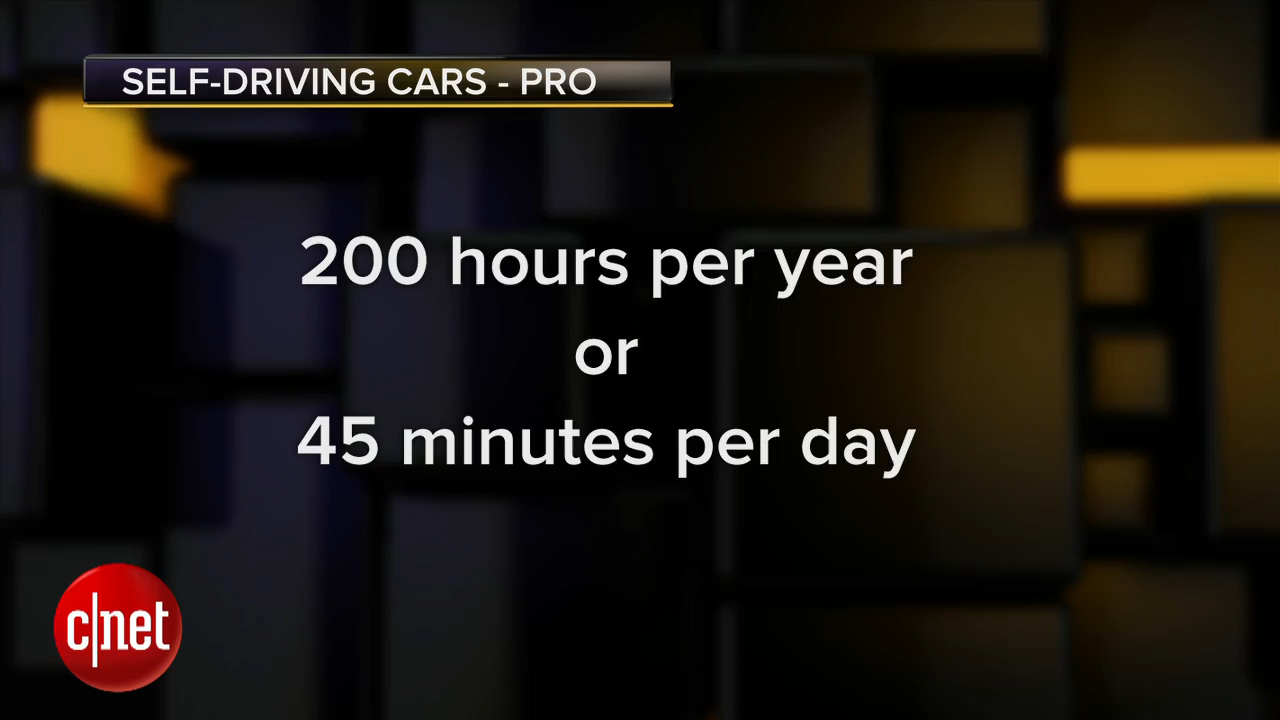 SELF-DRIVING CARS - PRO
200 hours per year
or
45 minutes per day
c|net